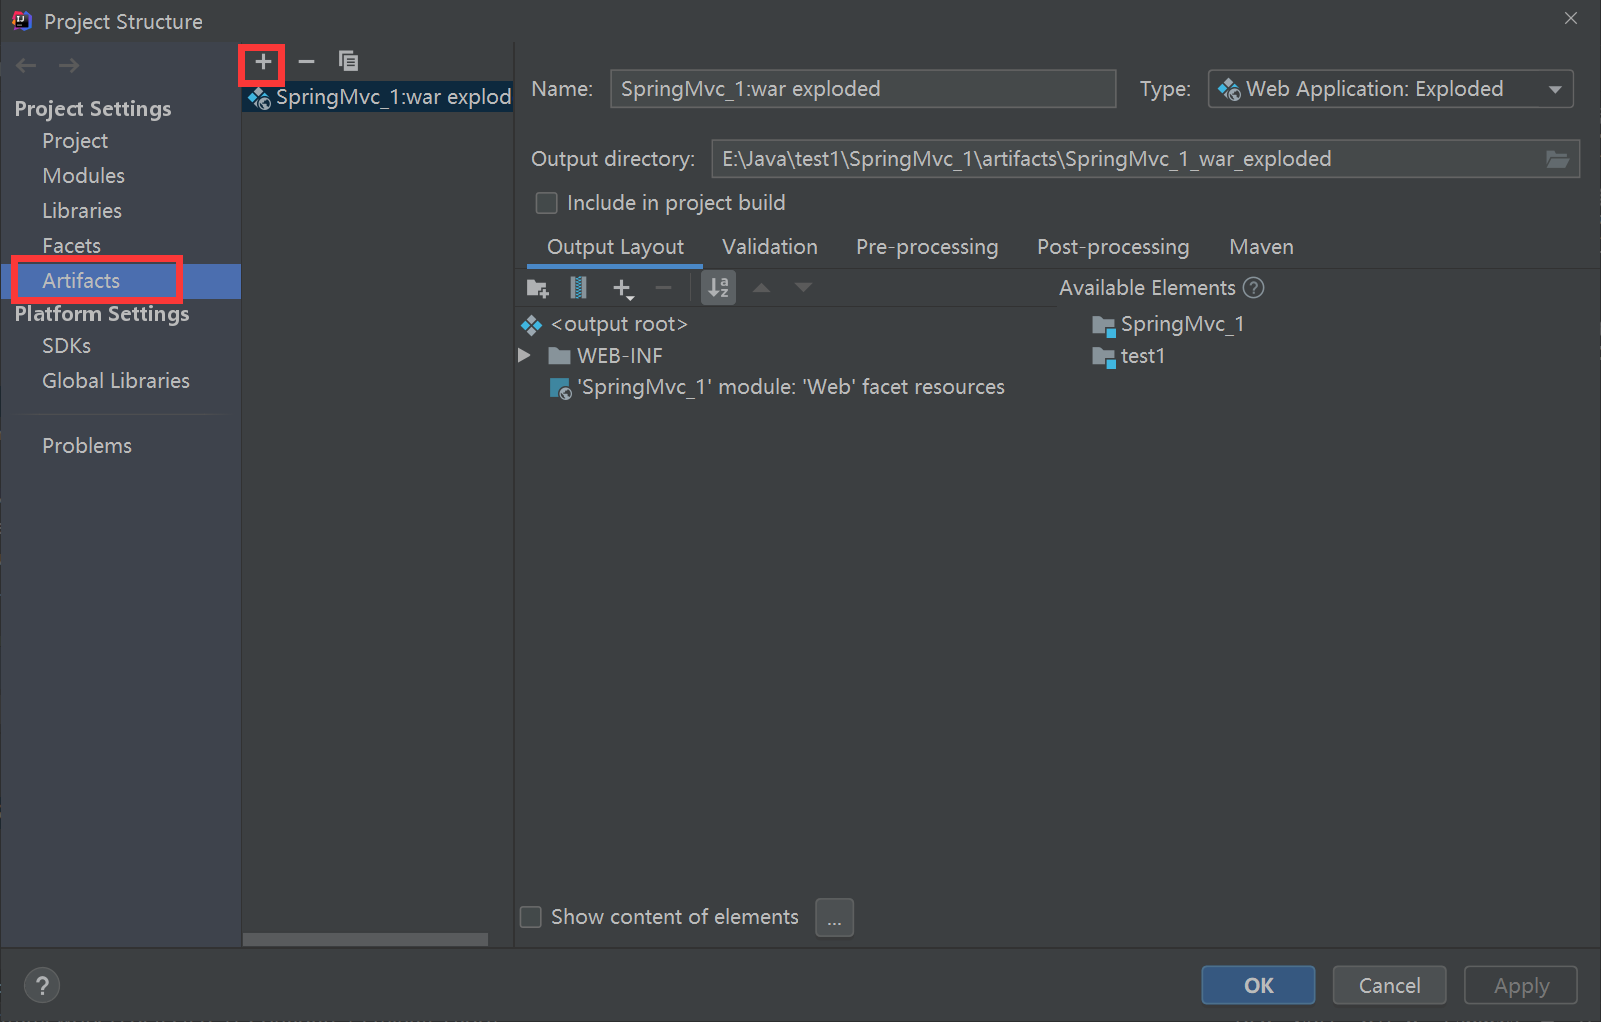 Project Structure
Project Settings
Project
Modules
Libraries
Facets
Artifacts
Platform Settings
SDKs
Global Libraries
Problems
SpringMvc_1:war explod
Name: SpringMvc_1:war exploded Type: Web Application: Exploded
Output directory: E:\Java\test1\SpringMvc_1\artifacts\SpringMvc_1_war_exploded
Include in project build
Output Layout Validation Pre-processing Post-processing Maven
Available Elements ?
<output root>
WEB-INF
'SpringMvc_1' module: 'Web' facet resources
SpringMvc_1
test1
Show content of elements ...
? OK Cancel Apply